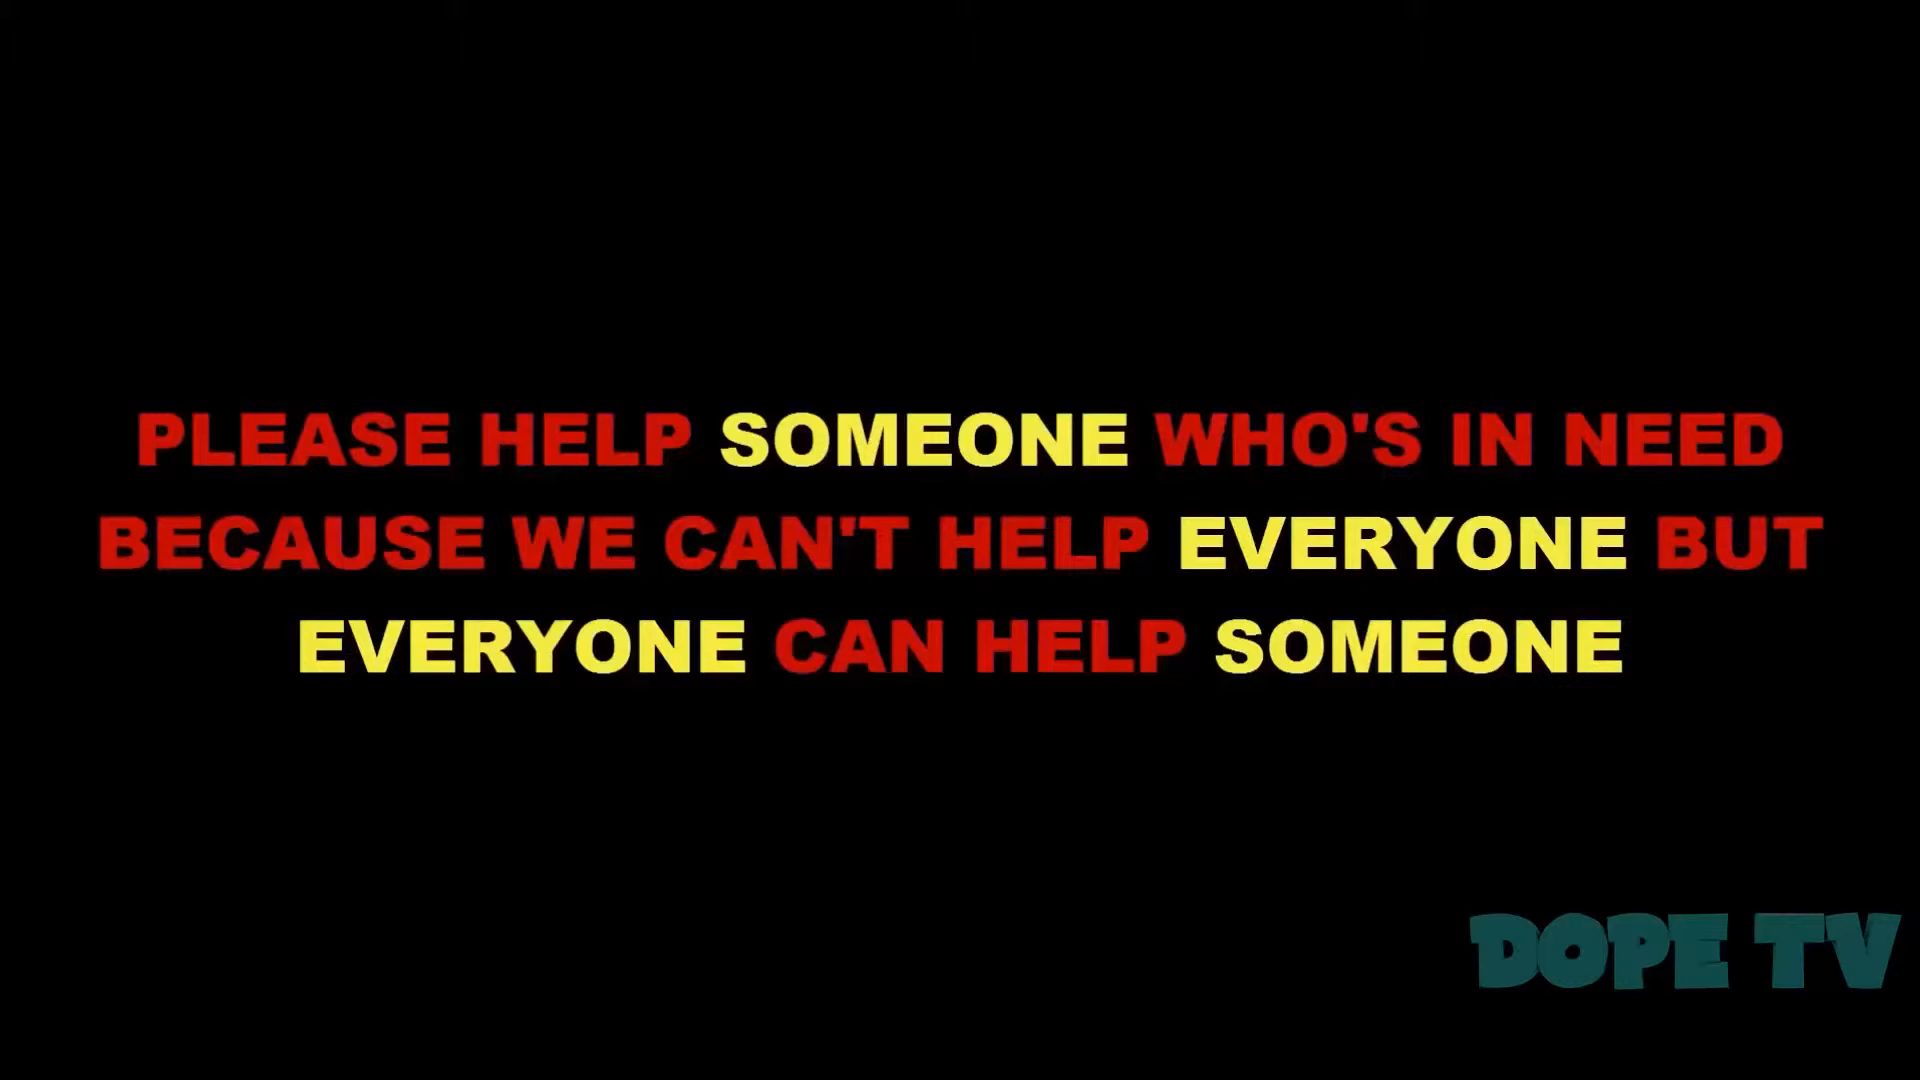 PLEASE HELP SOMEONE WHO'S IN NEED
BECAUSE WE CAN'T HELP EVERYONE BUT
EVERYONE CAN HELP SOMEONE
DOPE TV